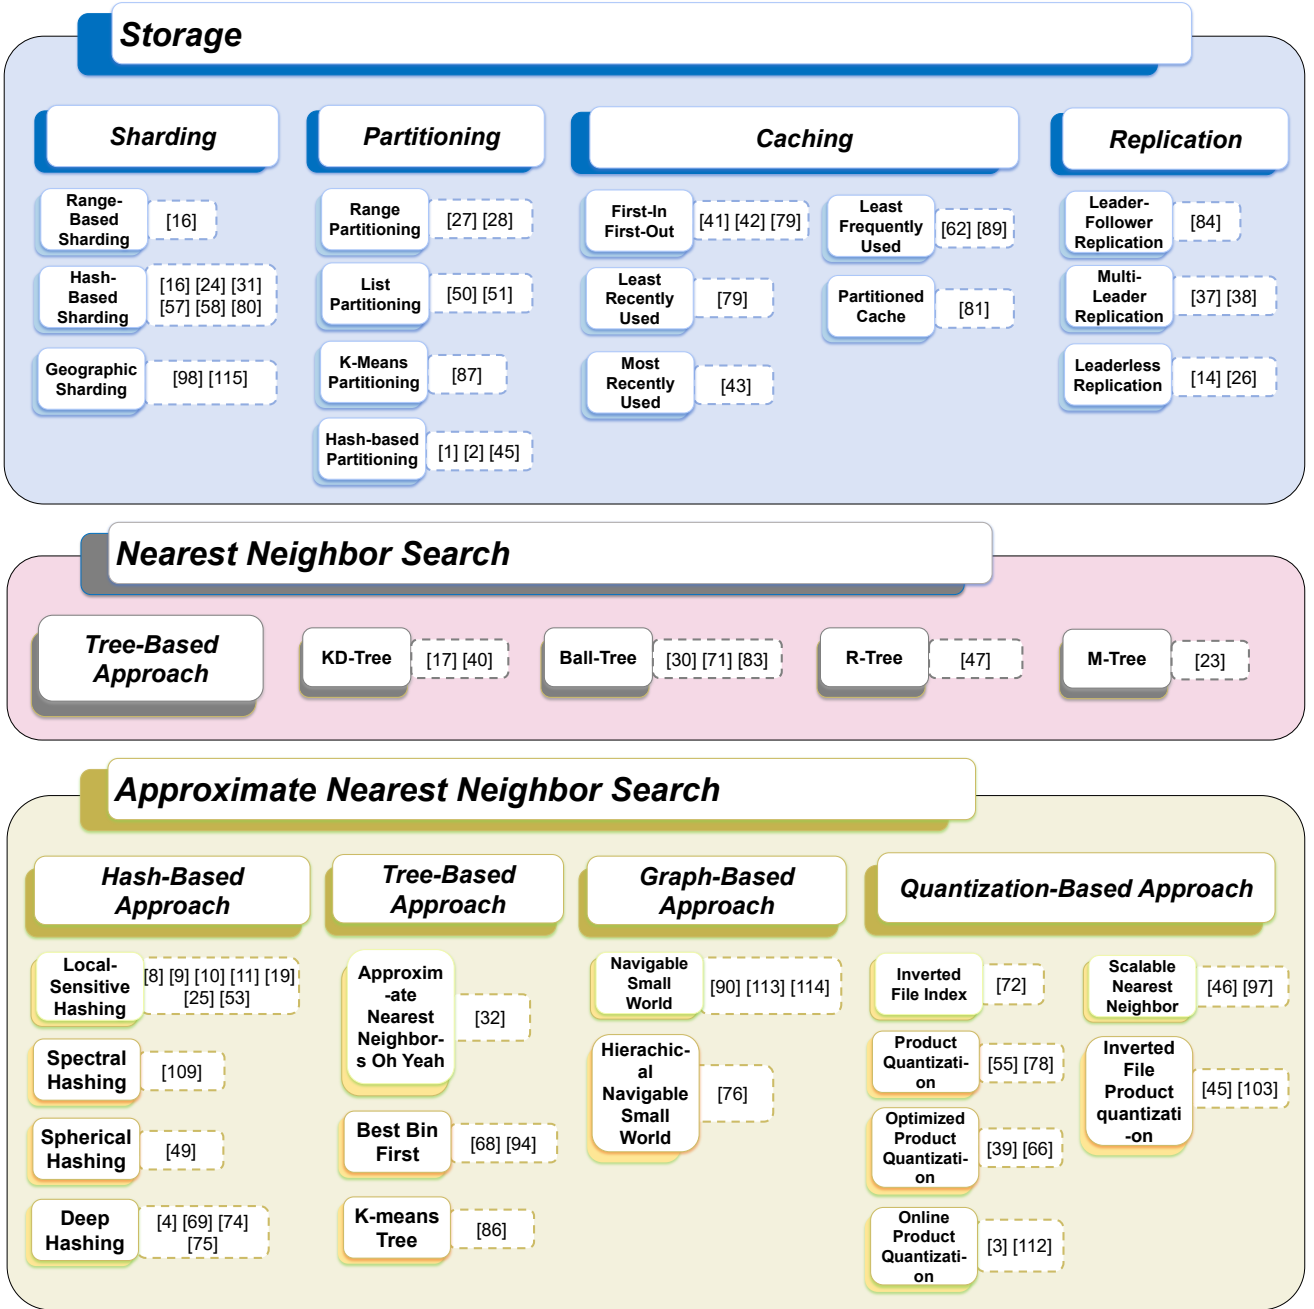 Storage
Sharding
Range-
Based
Sharding
[16]
Hash-
Based
Sharding
[16] [24] [31]
[57] [58] [80]
Geographic
Sharding
[98] [115]
Partitioning
Range
Partitioning
[27] [28]
List
Partitioning
[50] [51]
K-Means
Partitioning
[87]
Hash-based
Partitioning
[1] [2] [45]
Caching
First-In
First-Out
[41] [42] [79]
Least
Recently
Used
[79]
Most
Recently
Used
[43]
Least
Frequently
Used
[62] [89]
Partitioned
Cache
[81]
Replication
Leader-
Follower
Replication
[84]
Multi-
Leader
Replication
[37] [38]
Leaderless
Replication
[14] [26]
Nearest Neighbor Search
Tree-Based
Approach
KD-Tree
[17] [40]
Ball-Tree
[30] [71] [83]
R-Tree
[47]
M-Tree
[23]
Approximate Nearest Neighbor Search
Hash-Based
Approach
Local-
Sensitive
Hashing
[8] [9] [10] [11] [19]
[25] [53]
Spectral
Hashing
[109]
Spherical
Hashing
[49]
Deep
Hashing
[4] [69] [74]
[75]
Tree-Based
Approach
Approxim
-ate
Nearest
Neighbor-
s Oh Yeah
[32]
Best Bin
First
[68] [94]
K-means
Tree
[86]
Graph-Based
Approach
Navigable
Small
World
[90] [113] [114]
Hierachic-
al
Navigable
Small
World
[76]
Quantization-Based Approach
Inverted
File Index
[72]
Product
Quantizati-
on
[55] [78]
Optimized
Product
Quantizati-
on
[39] [66]
Online
Product
Quantizati-
on
[3] [112]
Scalable
Nearest
Neighbor
[46] [97]
Inverted
File
Product
quantizati
-on
[45] [103]